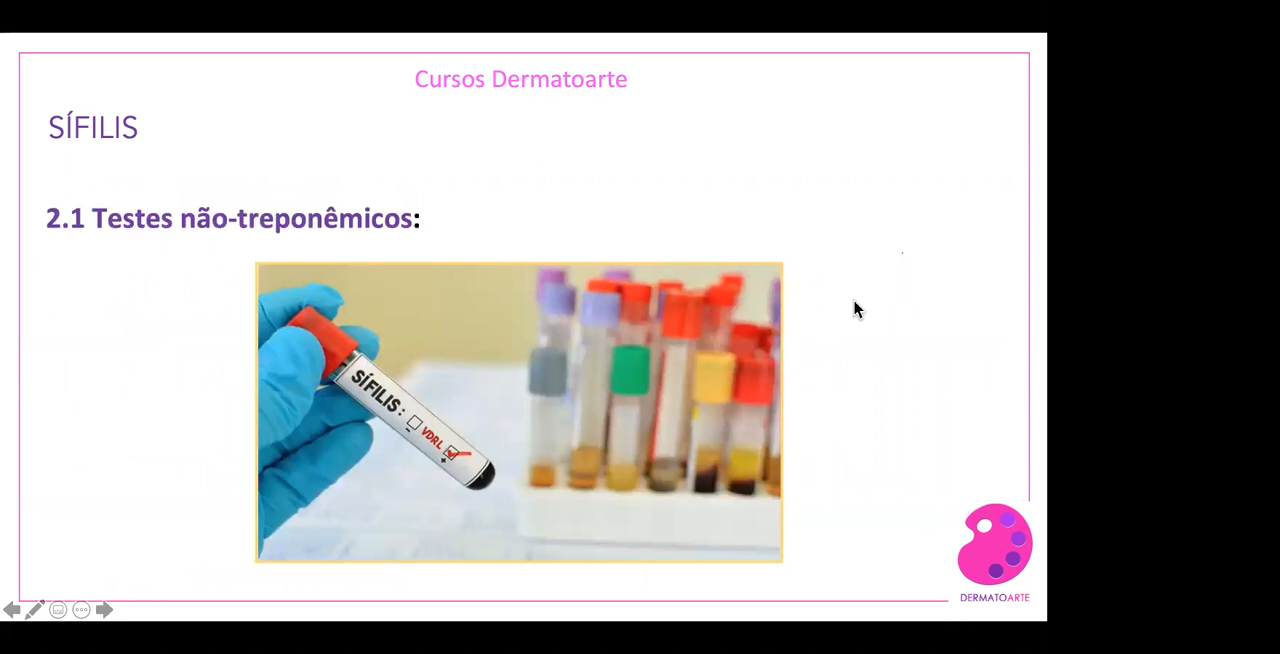 Cursos Dermatoarte
SÍFILIS
2.1 Testes não-treponêmicos:
SÍFILIS:
- VDRL +
DERMATOARTE